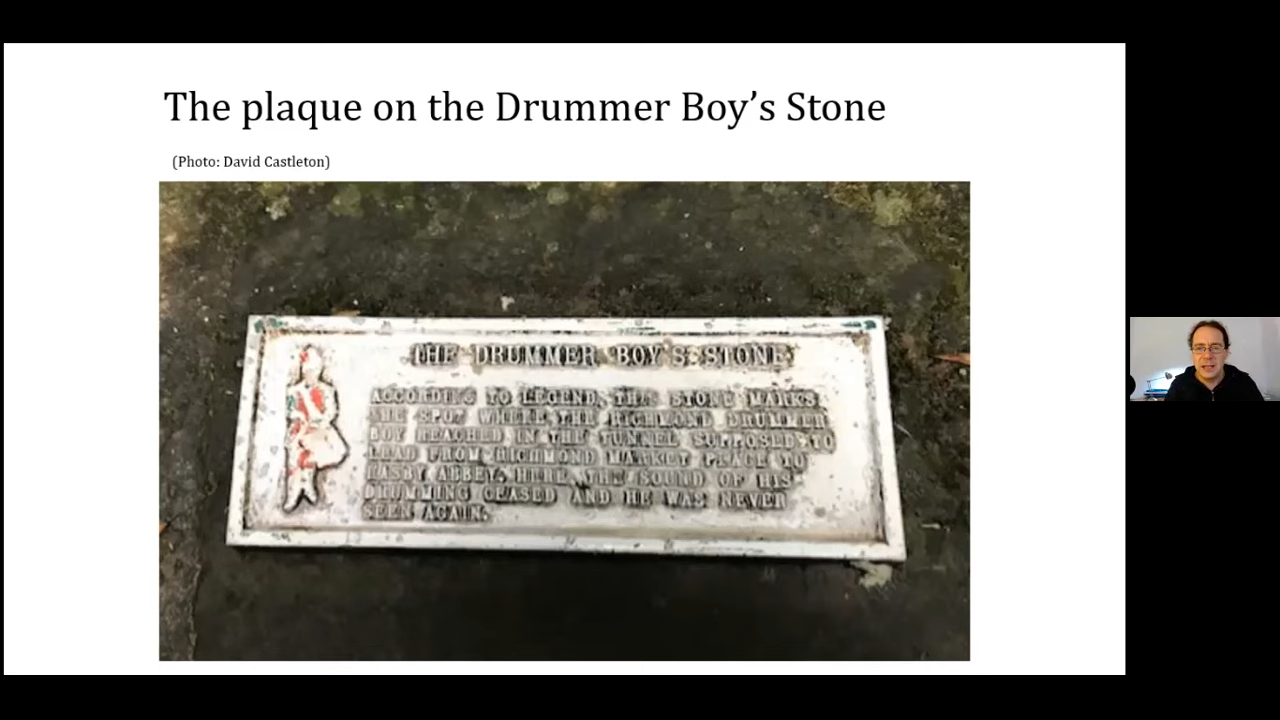 The plaque on the Drummer Boy's Stone
(Photo: David Castleton)
THE DRUMMER BOY'S STONE
ACCORDING TO LEGEND, THIS STONE MARKS
THE SPOT WHERE THE RICHMOND DRUMMER
BOY REACHED IN THE TUNNEL SUPPOSED TO
LEAD FROM RICHMOND MARKET PLACE TO
EASBY ABBEY. HERE THE SOUND OF HIS
DRUMMING CEASED AND HE WAS NEVER
SEEN AGAIN.